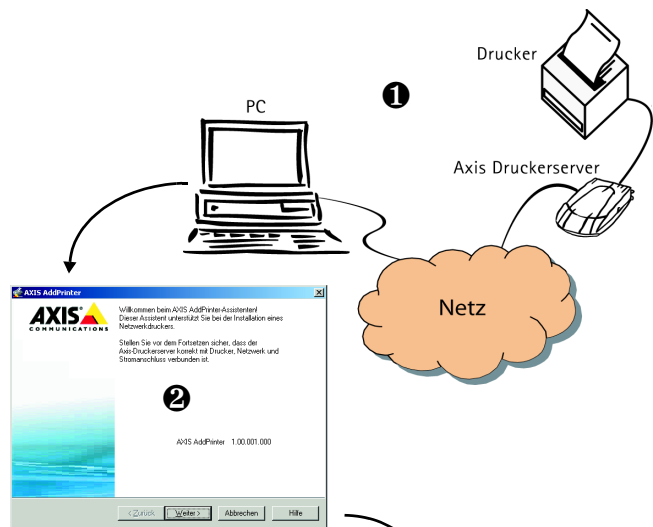 Drucker
❶
PC
Axis Druckerserver
Netz
AXIS AddPrinter
AXIS
COMMUNICATIONS
Willkommen beim AXIS AddPrinter-Assistenten!
Dieser Assistent unterstützt Sie bei der Installation eines
Netzwerkdruckers.
Stellen Sie vor dem Fortsetzen sicher, dass der
Axis-Druckerserver korrekt mit Drucker, Netzwerk und
Stromanschluss verbunden ist.
❷
AXIS AddPrinter 1.00.001.000
< Zurück
Weiter >
Abbrechen
Hilfe